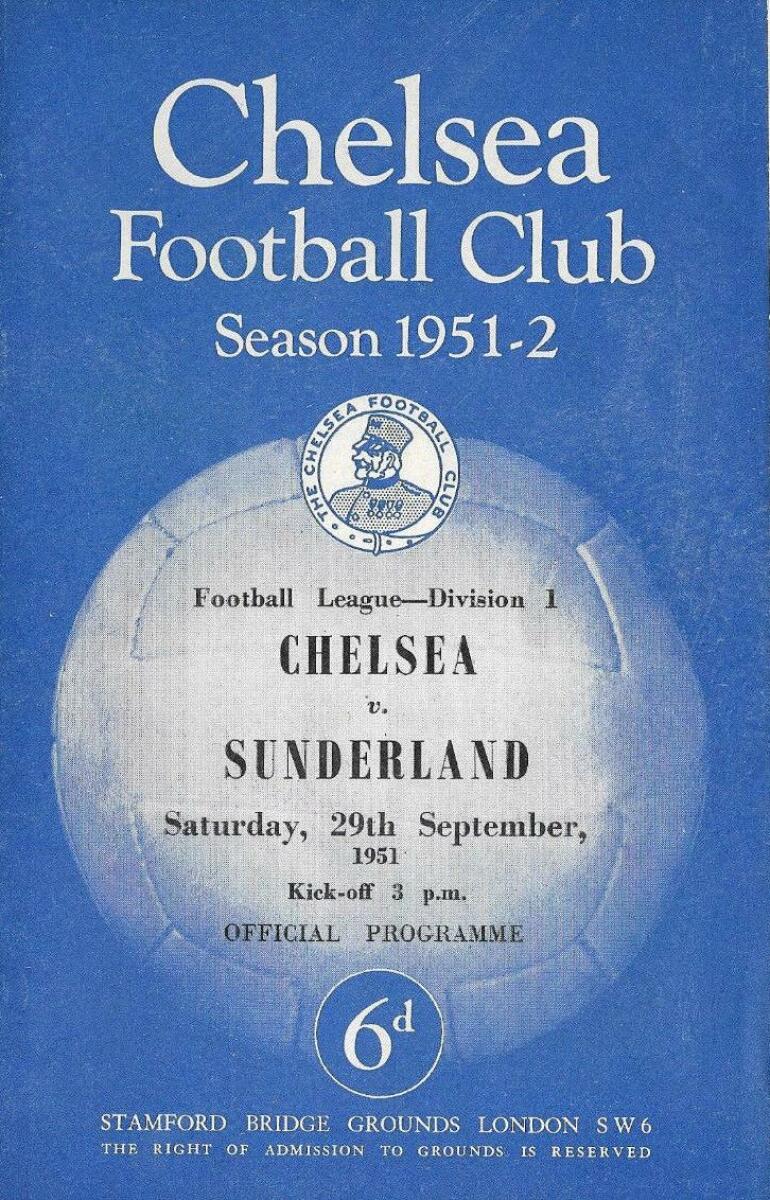 Chelsea
Football Club
Season 1951-2
THE CHELSEA FOOTBALL CLUB
Football League—Division 1
CHELSEA
v.
SUNDERLAND
Saturday, 29th September,
1951
Kick-off 3 p.m.
OFFICIAL PROGRAMME
6d
STAMFORD BRIDGE GROUNDS LONDON S W 6
THE RIGHT OF ADMISSION TO GROUNDS IS RESERVED